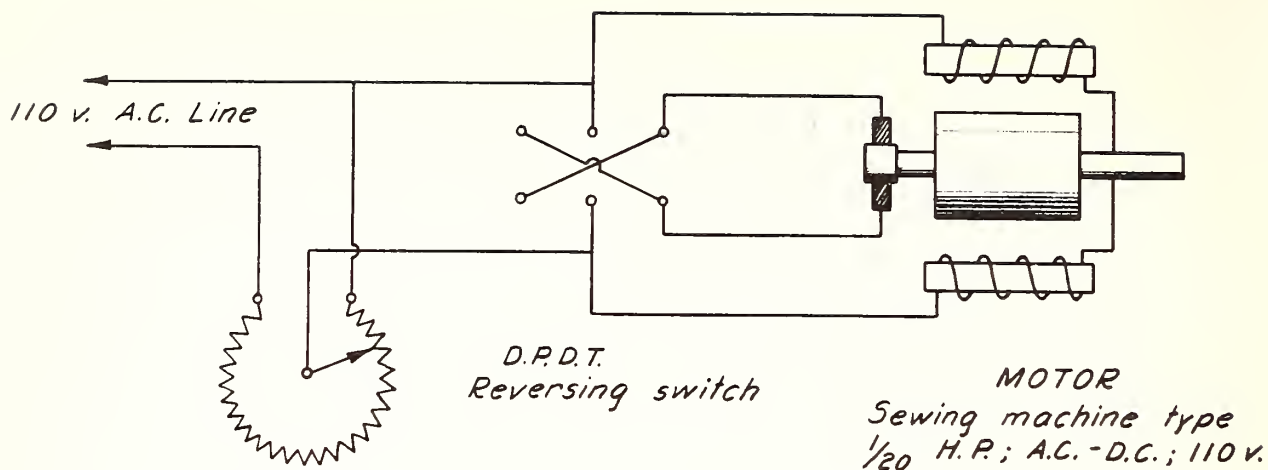 110 v. A.C. Line
D.P.D.T.
Reversing switch
MOTOR
Sewing machine type
1/20 H.P.; A.C.-D.C.; 110 v.